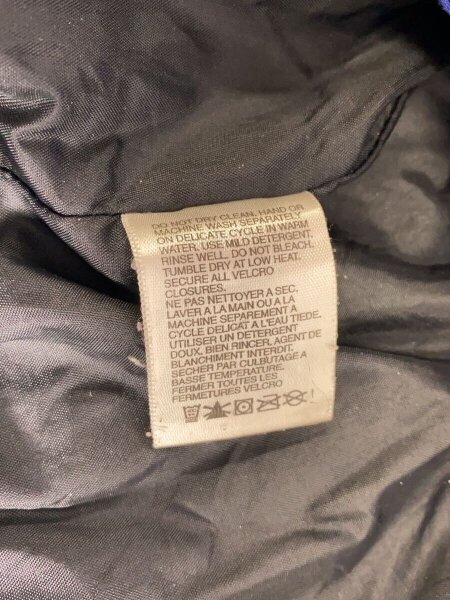 DO NOT DRY CLEAN. HAND OR
MACHINE WASH SEPARATELY
ON DELICATE CYCLE IN WARM
WATER. USE MILD DETERGENT.
RINSE WELL. DO NOT BLEACH.
TUMBLE DRY AT LOW HEAT.
SECURE ALL VELCRO
CLOSURES.
NE PAS NETTOYER A SEC.
LAVER A LA MAIN OU A LA
MACHINE SEPAREMENT A
CYCLE DELICAT A L'EAU TIEDE.
UTILISER UN DETERGENT
DOUX. BIEN RINCER, AGENT DE
BLANCHIMENT INTERDIT.
SECHER PAR CULBUTAGE A
BASSE TEMPERATURE.
FERMER TOUTES LES
FERMETURES VELCRO